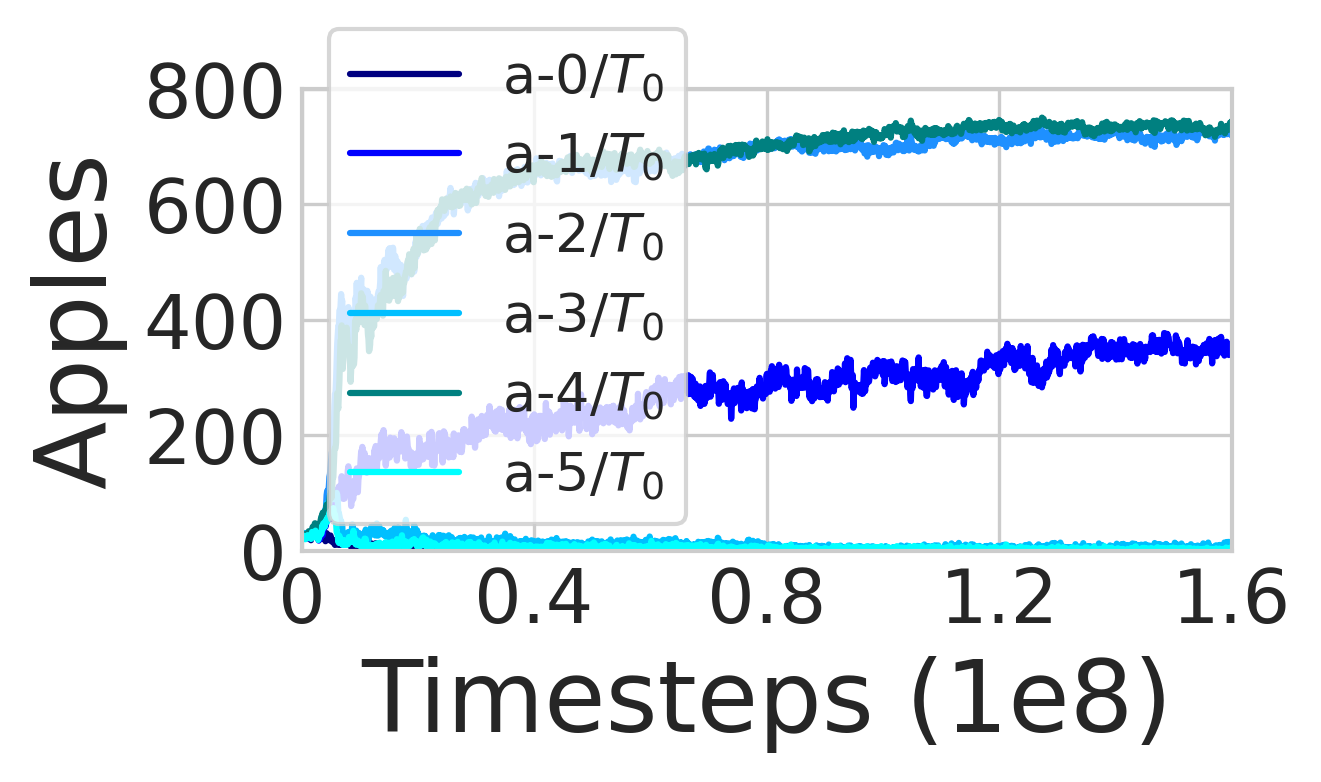 a-0/T₀
a-1/T₀
a-2/T₀
a-3/T₀
a-4/T₀
a-5/T₀
Apples
800
600
400
200
0
0 0.4 0.8 1.2 1.6
Timesteps (1e8)